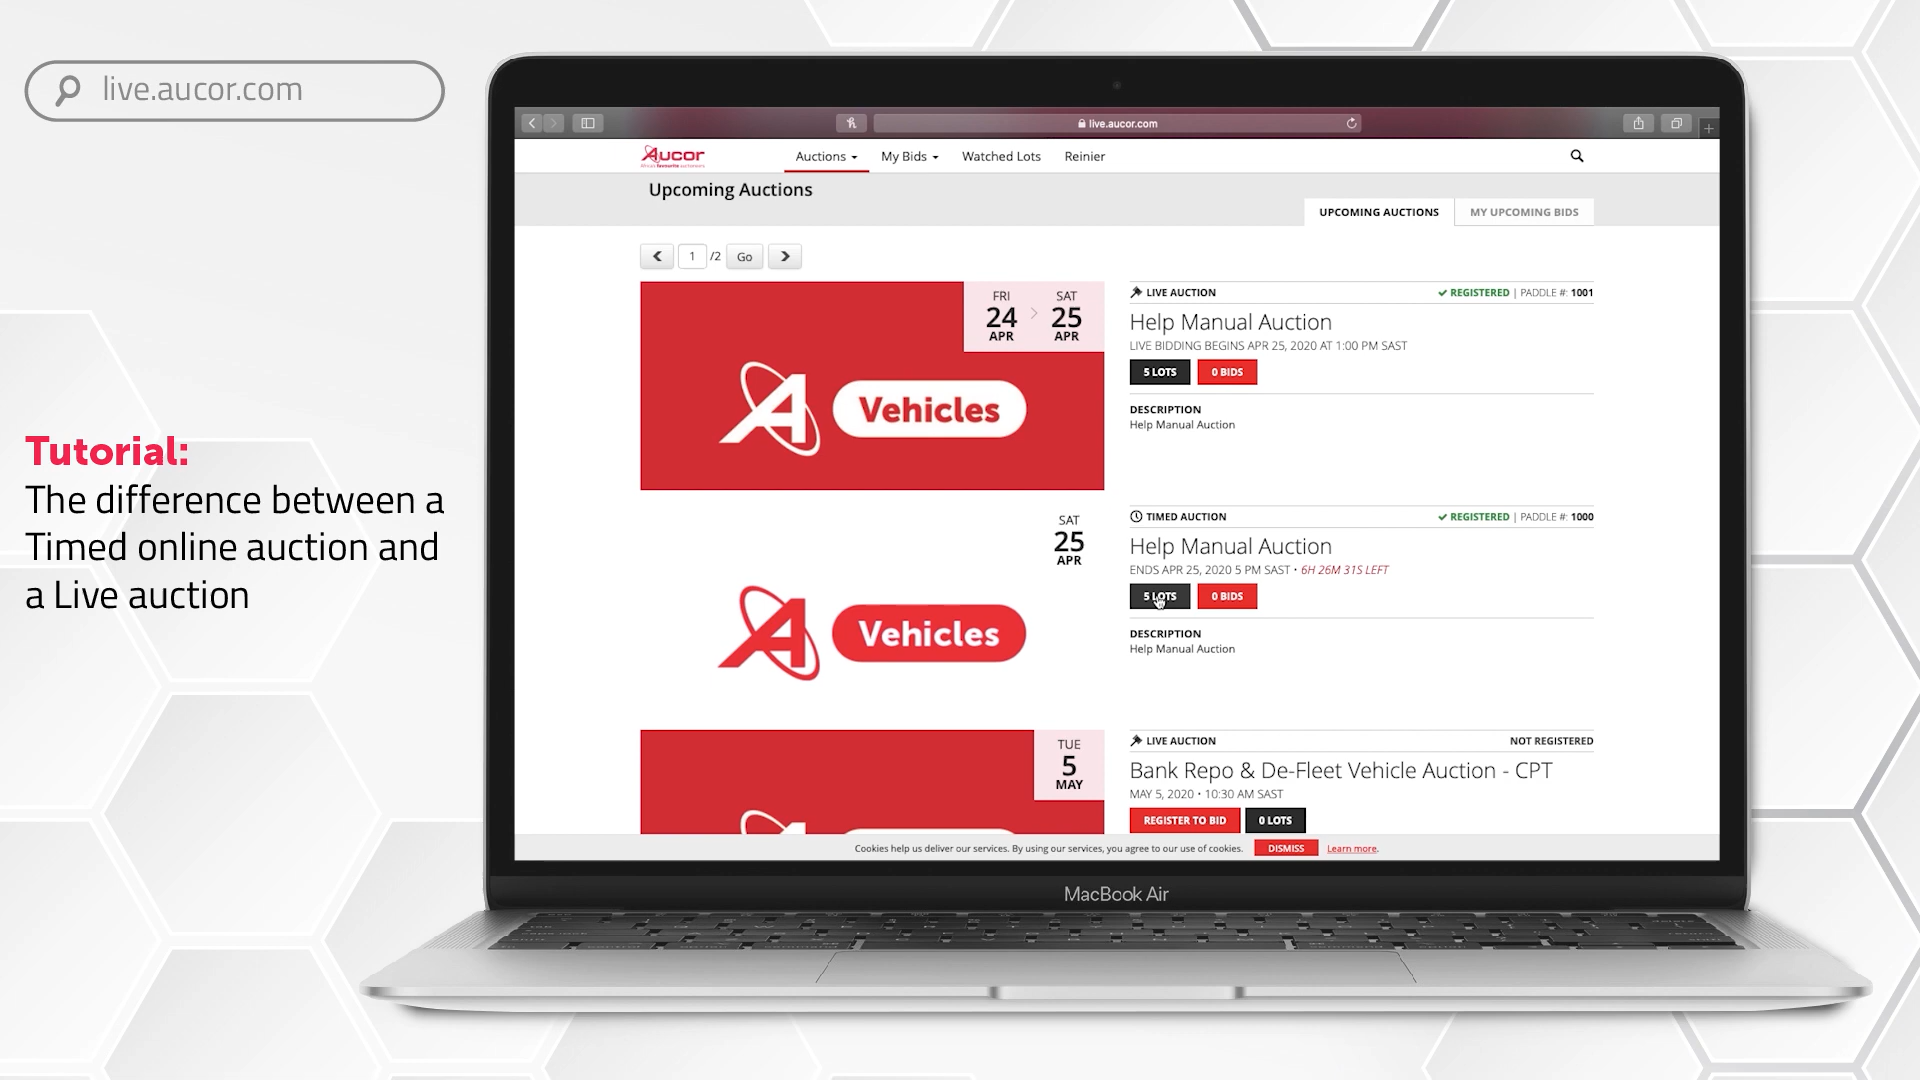 live.aucor.com
Tutorial:
The difference between a
Timed online auction and
a Live auction
live.aucor.com
Aucor
Auctions
My Bids
Watched Lots
Reinier
Upcoming Auctions
UPCOMING AUCTIONS
MY UPCOMING BIDS
1 /2 Go
FRI
24
APR
SAT
25
APR
Vehicles
LIVE AUCTION
REGISTERED | PADDLE #: 1001
Help Manual Auction
LIVE BIDDING BEGINS APR 25, 2020 AT 1:00 PM SAST
5 LOTS
0 BIDS
DESCRIPTION
Help Manual Auction
SAT
25
APR
Vehicles
TIMED AUCTION
REGISTERED | PADDLE #: 1000
Help Manual Auction
ENDS APR 25, 2020 5 PM SAST • 6H 26M 31S LEFT
5 LOTS
0 BIDS
DESCRIPTION
Help Manual Auction
TUE
5
MAY
LIVE AUCTION
NOT REGISTERED
Bank Repo & De-Fleet Vehicle Auction - CPT
MAY 5, 2020 • 10:30 AM SAST
REGISTER TO BID
0 LOTS
Cookies help us deliver our services. By using our services, you agree to our use of cookies.
DISMISS
Learn more.
MacBook Air